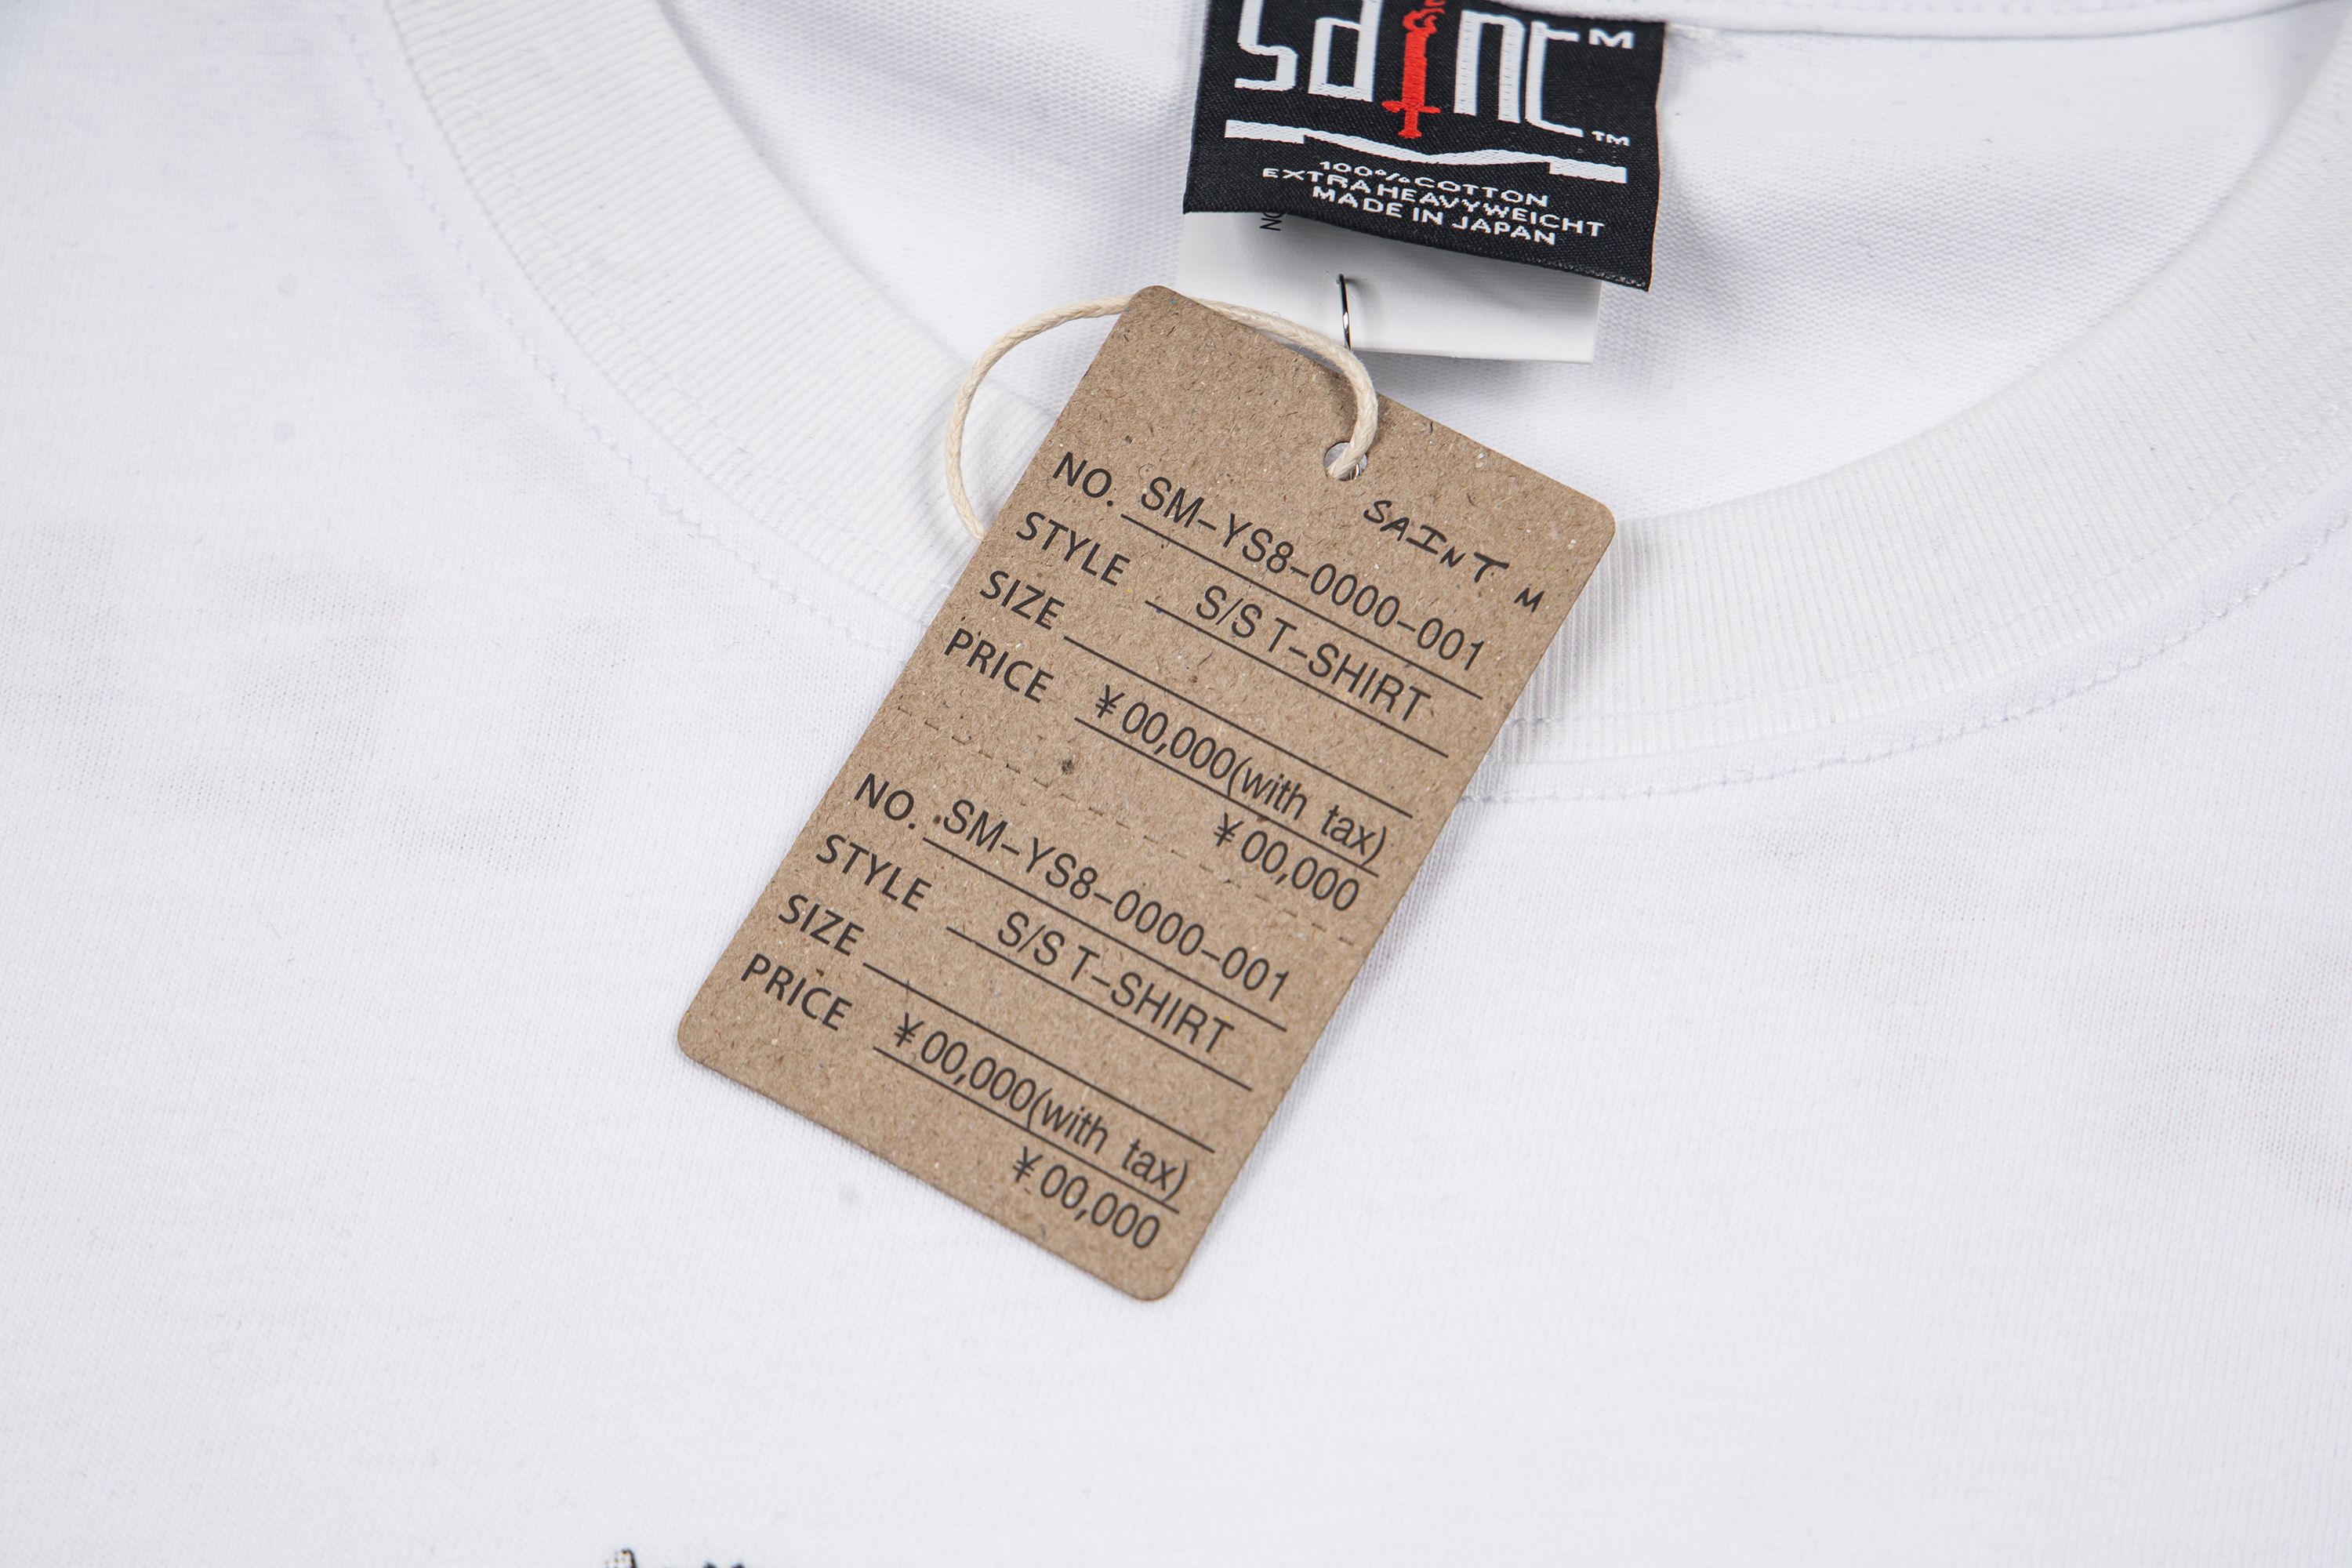 saint M
TM
100%COTTON
EXTRA HEAVYWEICHT
MADE IN JAPAN
NO
SAINT M
NO. SM-YS8-0000-001
STYLE S/S T-SHIRT
SIZE
PRICE ¥00,000(with tax)
¥00,000
NO. SM-YS8-0000-001
STYLE S/S T-SHIRT
SIZE
PRICE ¥00,000(with tax)
¥00,000